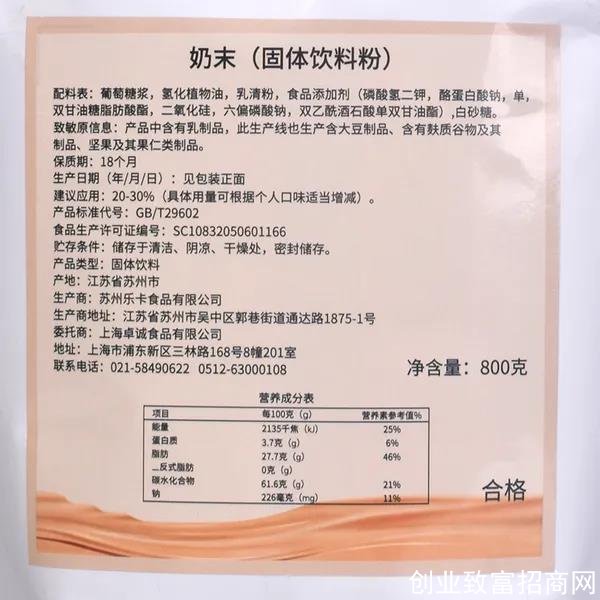 奶末（固体饮料粉）
配料表：葡萄糖浆，氢化植物油，乳清粉，食品添加剂（磷酸氢二钾，酪蛋白酸钠，单，
双甘油糖脂肪酸酯，二氧化硅，六偏磷酸钠，双乙酰酒石酸单双甘油酯）,白砂糖。
致敏原信息：产品中含有乳制品，此生产线也生产含大豆制品、含有麸质谷物及其
制品、坚果及其果仁类制品。
保质期：18个月
生产日期（年/月/日）：见包装正面
建议应用：20-30%（具体用量可根据个人口味适当增减）。
产品标准代号：GB/T29602
食品生产许可证编号：SC10832050601166
贮存条件：储存于清洁、阴凉、干燥处，密封储存。
产品类型：固体饮料
产地：江苏省苏州市
生产商：苏州乐卡食品有限公司
生产商地址：江苏省苏州市吴中区郭巷街道通达路1875-1号
委托商：上海卓诚食品有限公司
地址：上海市浦东新区三林路168号8幢201室
联系电话：021-58490622 0512-63000108
净含量：800克
营养成分表
项目 每100克（g） 营养素参考值%
能量 2135千焦（kJ） 25%
蛋白质 3.7克（g） 6%
脂肪 27.7克（g） 46%
__反式脂肪 0克（g）
碳水化合物 61.6克（g） 21%
钠 226毫克（mg） 11%
合格
创业致富招商网